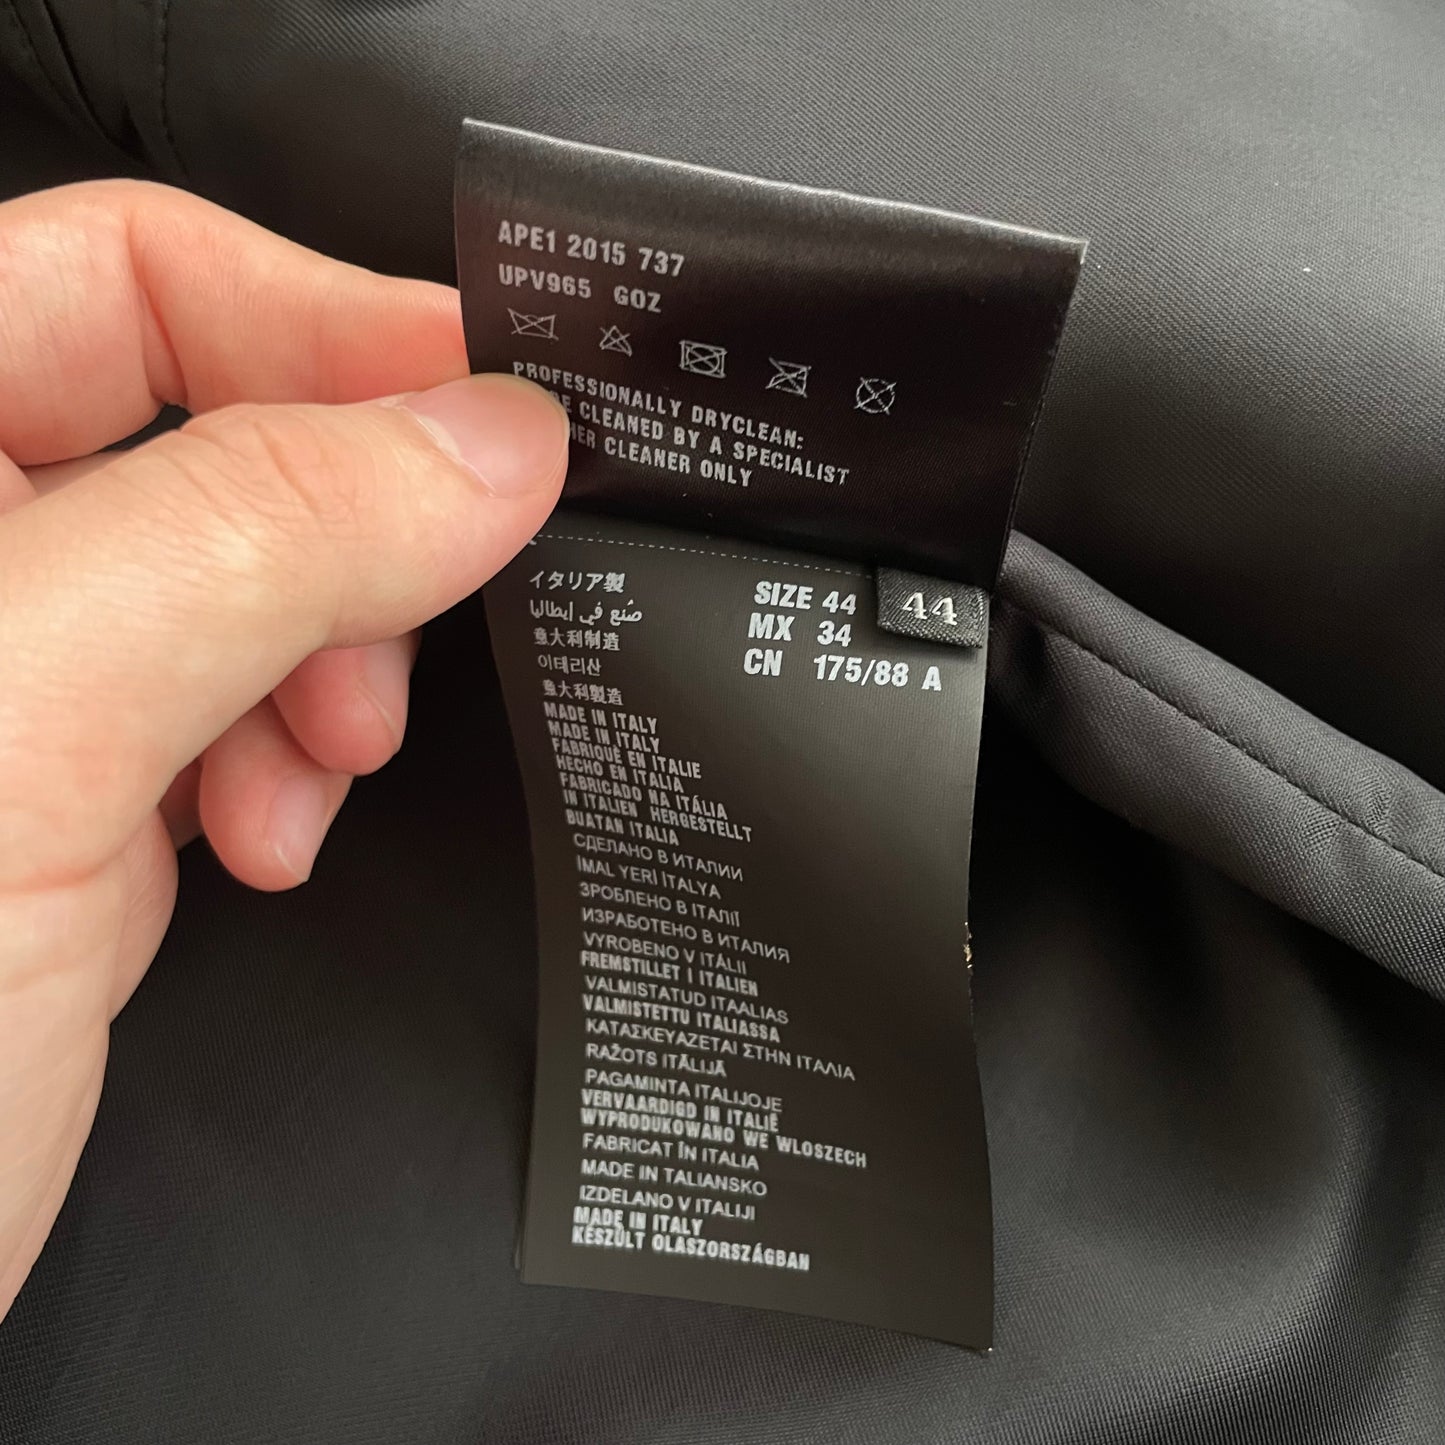 APE1 2015 737
UPV965 GOZ
PROFESSIONALLY DRYCLEAN:
CLEANED BY A SPECIALIST
CLEANER ONLY
イタリア製
صُنع في إيطاليا
意大利制造
이테리산
意大利製造
MADE IN ITALY
MADE IN ITALY
FABRIQUÉ EN ITALIE
HECHO EN ITALIA
FABRICADO NA ITÁLIA
IN ITALIEN HERGESTELLT
BUATAN ITALIA
СДЕЛАНО В ИТАЛИИ
İMAL YERİ İTALYA
ЗРОБЛЕНО В ІТАЛІЇ
ИЗРАБОТЕНО В ИТАЛИЯ
VYROBENO V ITÁLII
FREMSTILLET I ITALIEN
VALMISTATUD ITAALIAS
VALMISTETTU ITALIASSA
ΚΑΤΑΣΚΕΥΑΖΕΤΑΙ ΣΤΗΝ ΙΤΑΛΙΑ
RAŽOTS ITĀLIJĀ
PAGAMINTA ITALIJOJE
VERVAARDIGD IN ITALIË
WYPRODUKOWANO WE WLOSZECH
FABRICAT ÎN ITALIA
MADE IN TALIANSKO
IZDELANO V ITALIJI
MADE IN ITALY
KÉSZÜLT OLASZORSZÁGBAN
SIZE 44
MX 34
CN 175/88 A
44